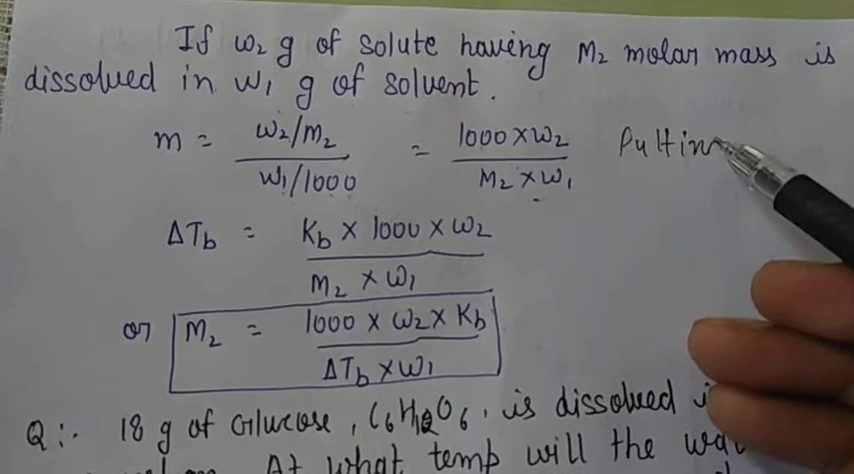 If w₂ g of solute having M₂ molar mass is
dissolved in w₁ g of solvent.
m = w₂/M₂ / w₁/1000 = 1000 × w₂ / M₂ × w₁ Puttin
ΔTb = Kb × 1000 × w₂ / M₂ × w₁
or M₂ = 1000 × w₂ × Kb / ΔTb × w₁
Q:- 18 g of Glucose, C₆H₁₂O₆, is dissolved
At what temp will the wat